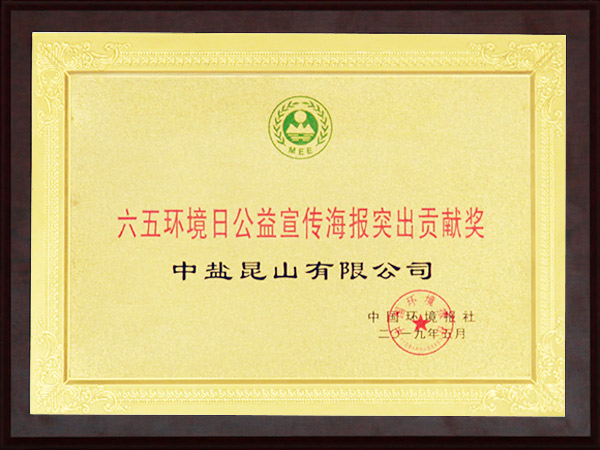 MEE
六五环境日公益宣传海报突出贡献奖
中盐昆山有限公司
中国环境报社
二〇一九年五月